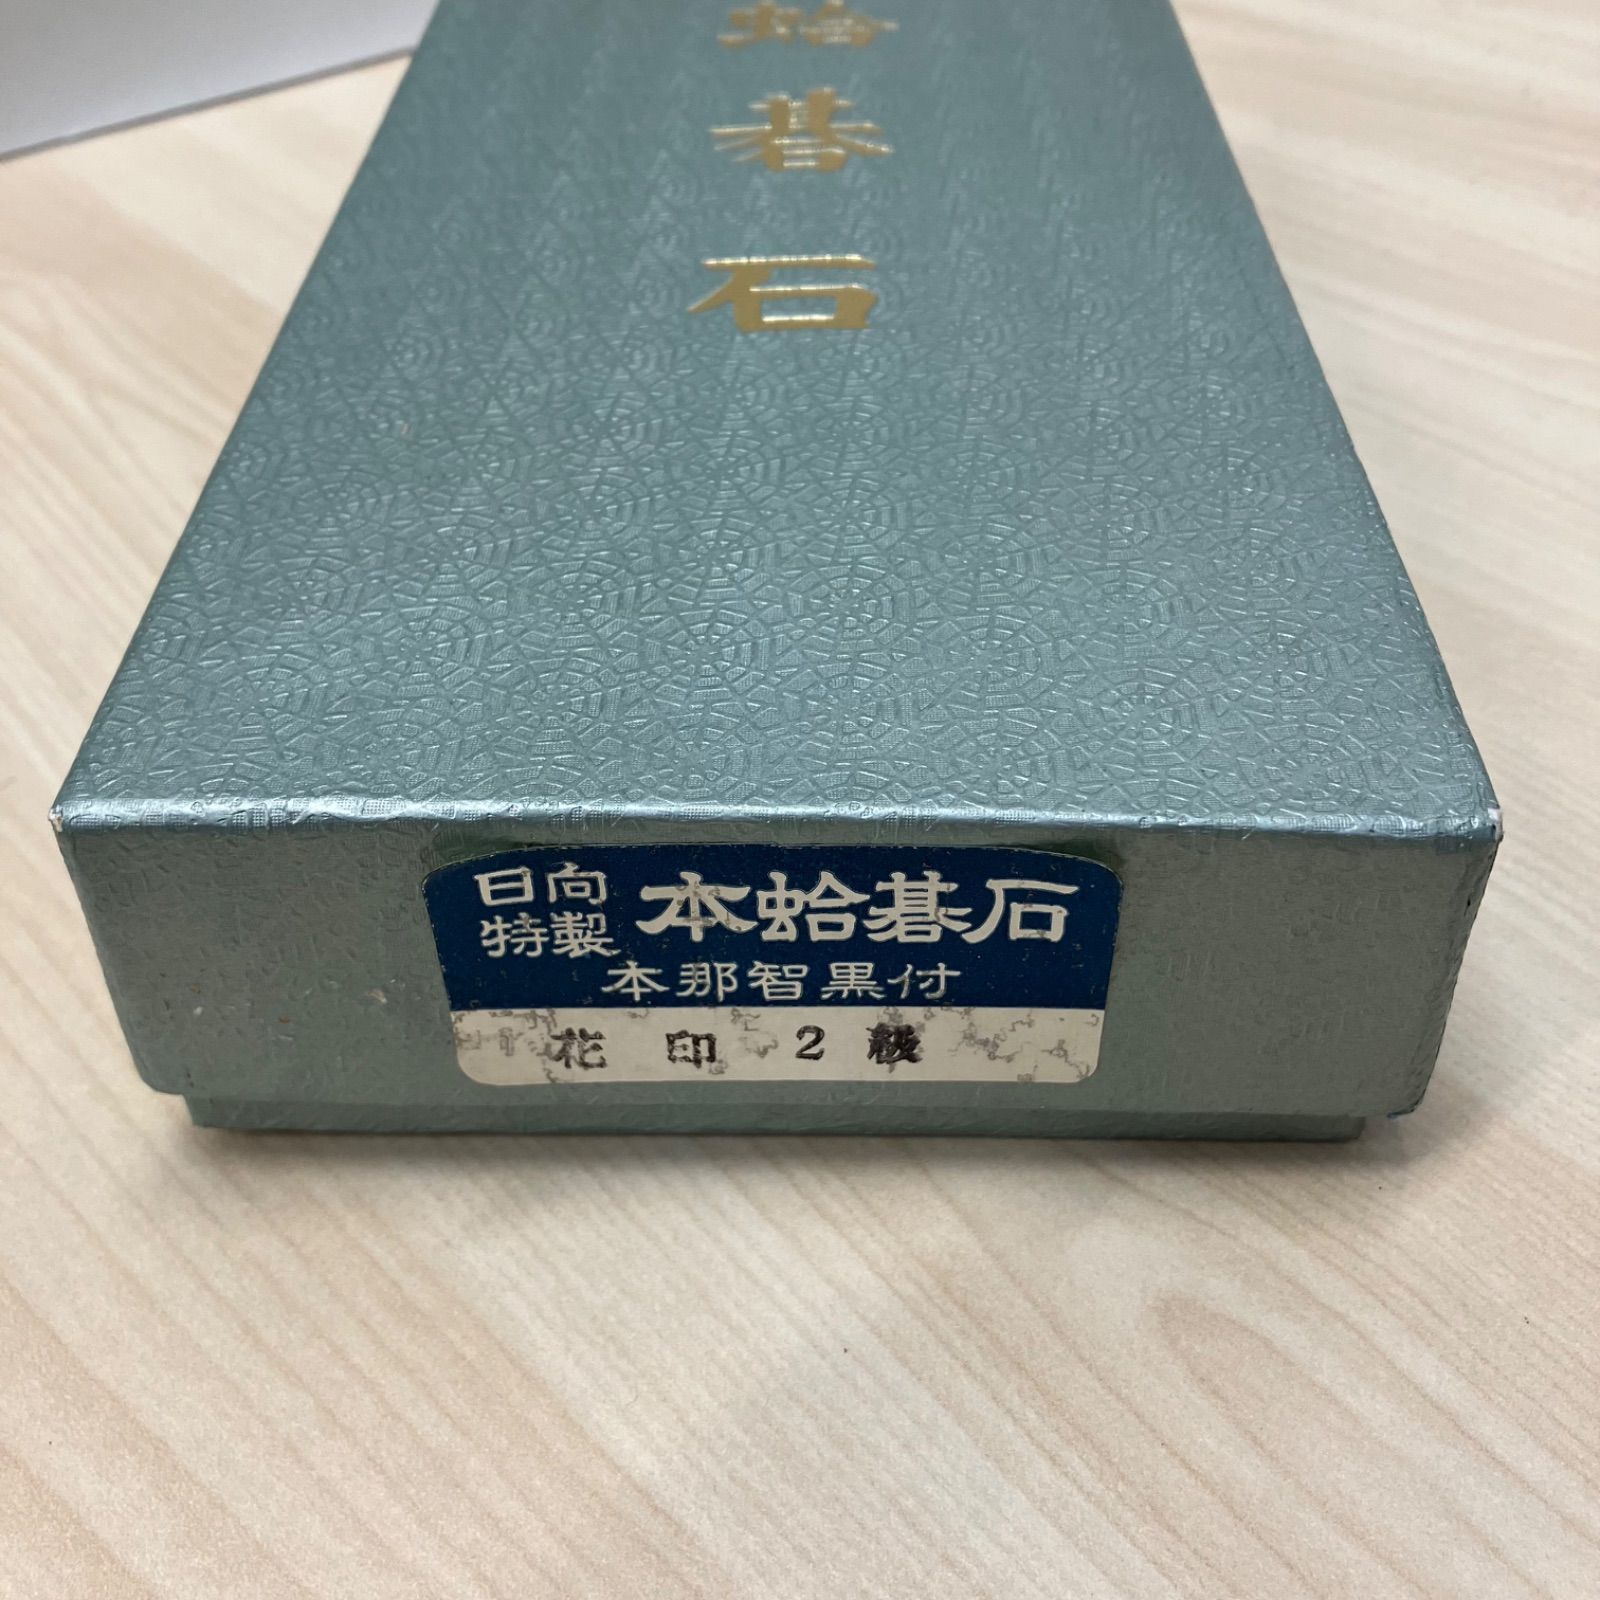 蛤碁石
日向特製 本蛤碁石
本那智黒付
花印 2級